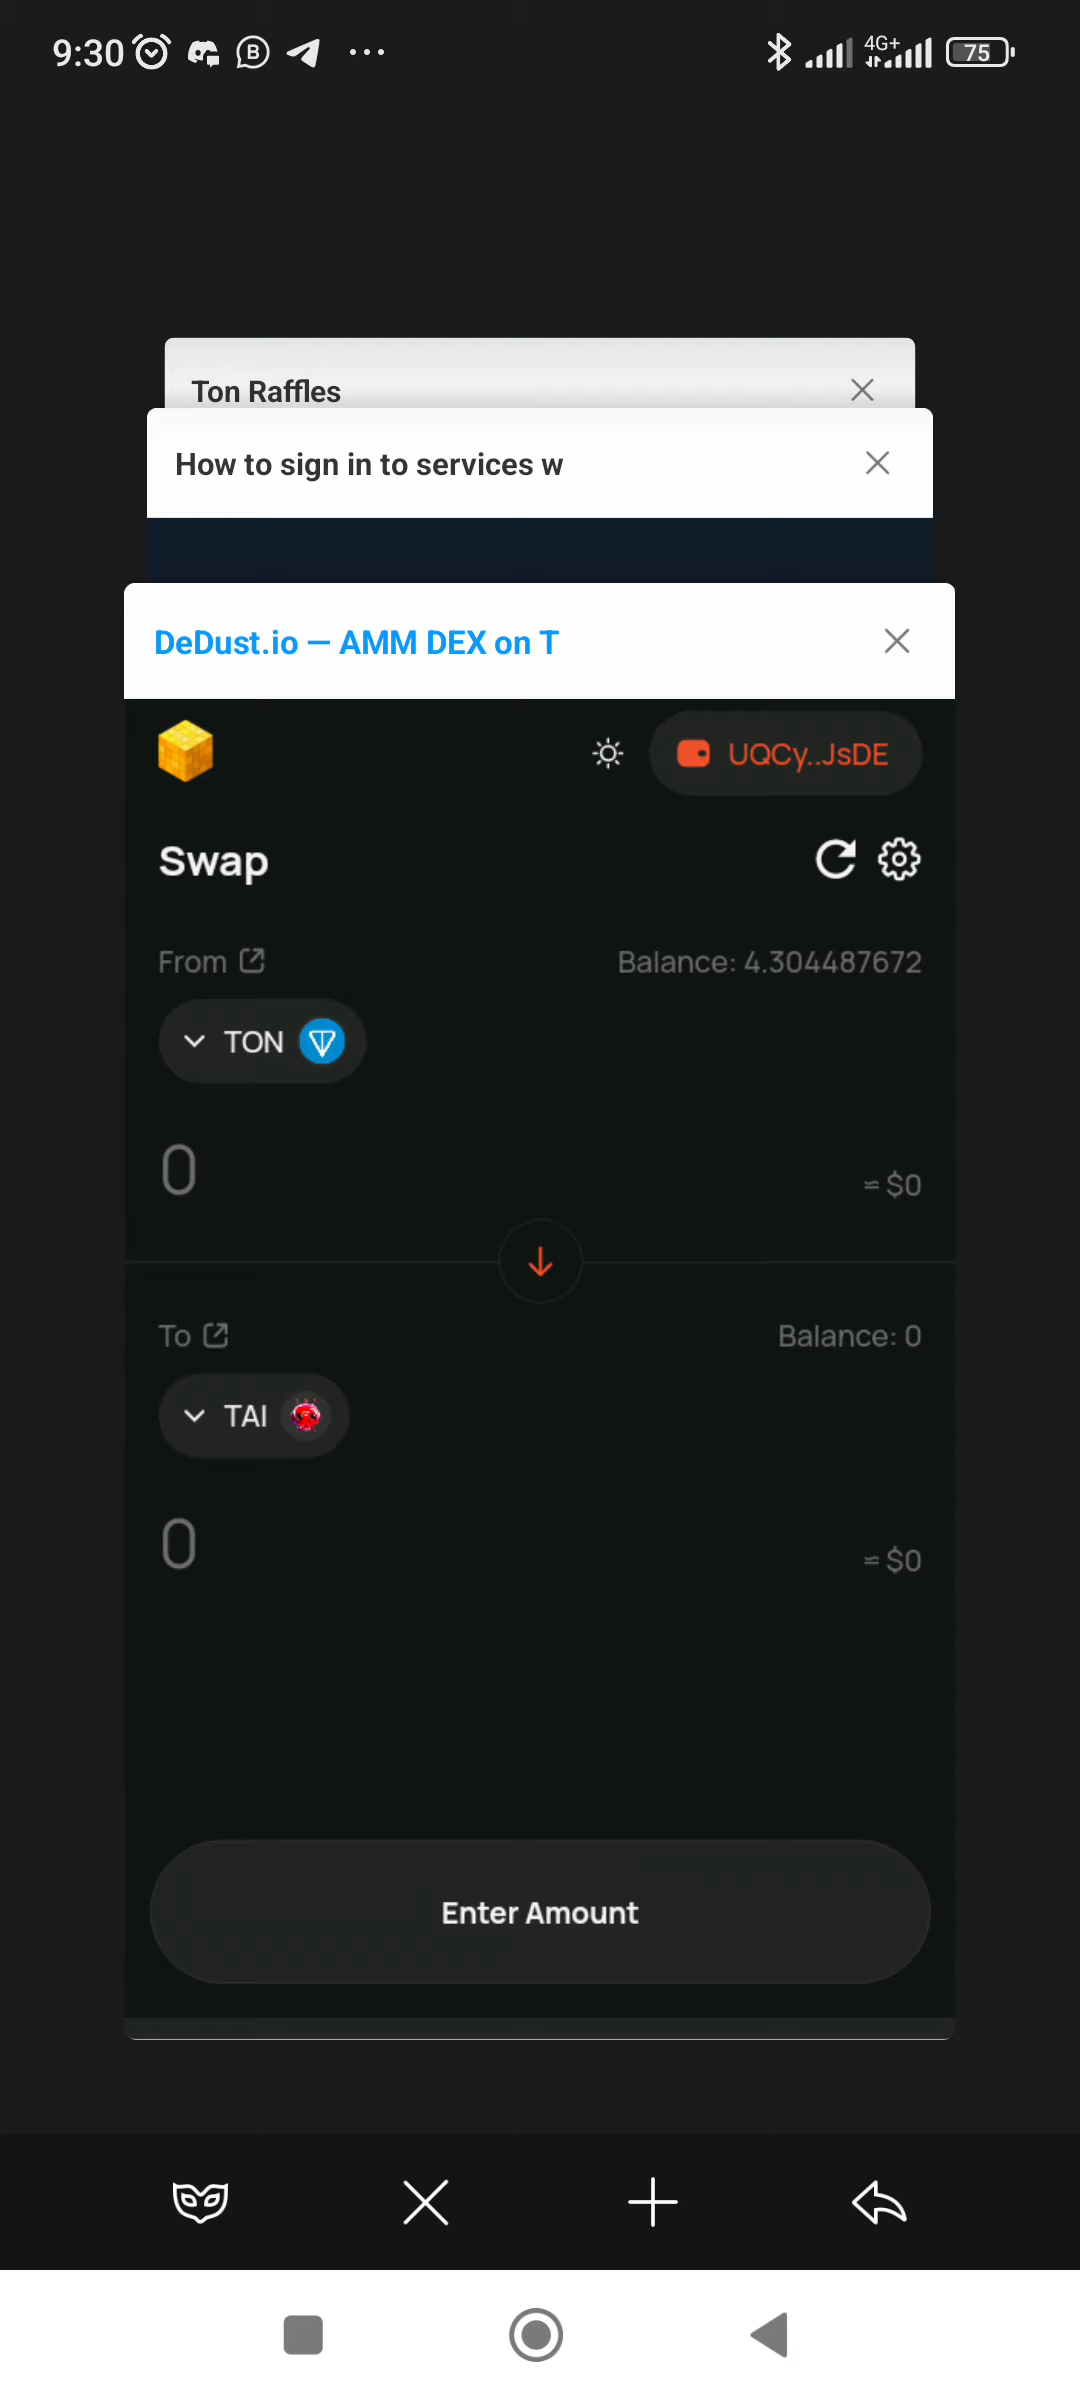 9:30
4G+
75
Ton Raffles
How to sign in to services w
DeDust.io — AMM DEX on T
UQCy..JsDE
Swap
From
Balance: 4.304487672
TON
0
≈ $0
To
Balance: 0
TAI
0
≈ $0
Enter Amount